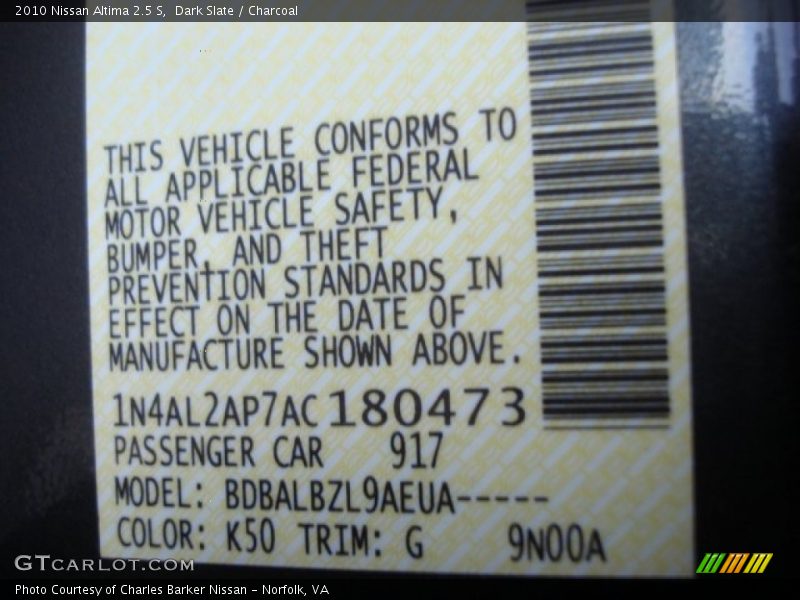 2010 Nissan Altima 2.5 S,  Dark Slate / Charcoal
THIS VEHICLE CONFORMS TO
ALL APPLICABLE FEDERAL
MOTOR VEHICLE SAFETY,
BUMPER, AND THEFT
PREVENTION STANDARDS IN
EFFECT ON THE DATE OF
MANUFACTURE SHOWN ABOVE.
1N4AL2AP7AC180473
PASSENGER CAR 917
MODEL: BDBALBZL9AEUA-----
COLOR: K50 TRIM: G 9N00A
GTCARLOT.COM
Photo Courtesy of Charles Barker Nissan – Norfolk, VA